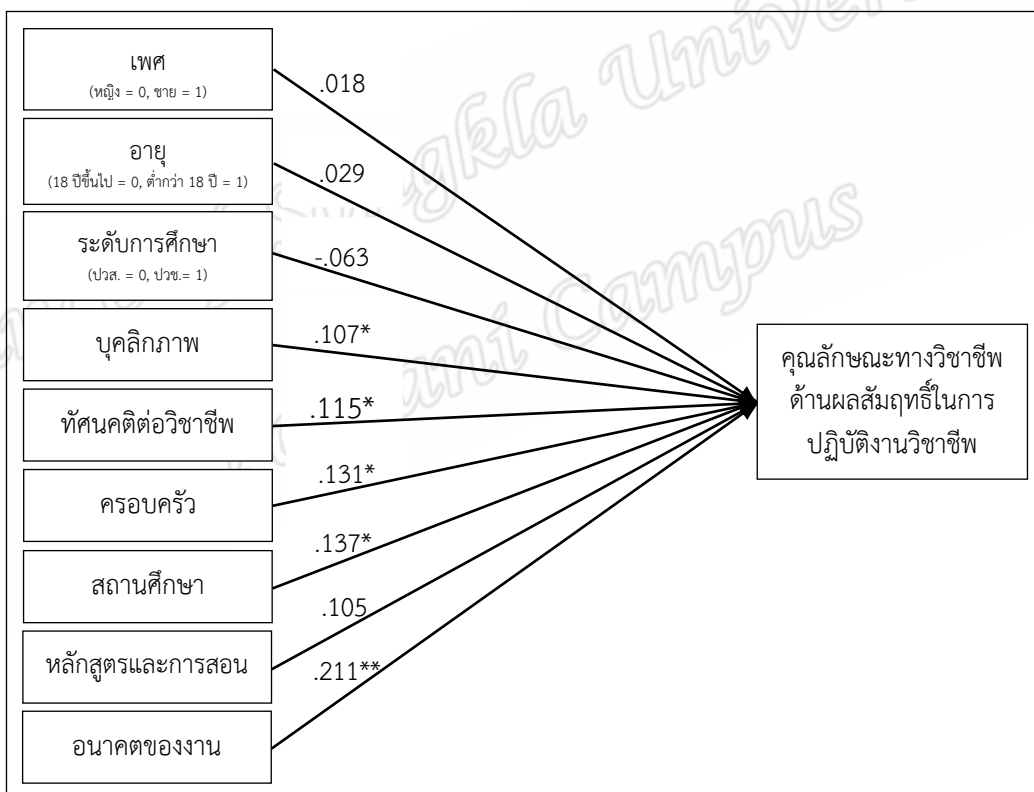 เพศ
(หญิง = 0, ชาย = 1)
.018
อายุ
(18 ปีขึ้นไป = 0, ต่ำกว่า 18 ปี = 1)
.029
ระดับการศึกษา
(ปวส. = 0, ปวช.= 1)
-.063
บุคลิกภาพ
.107*
ทัศนคติต่อวิชาชีพ
.115*
ครอบครัว
.131*
สถานศึกษา
.137*
หลักสูตรและการสอน
.105
อนาคตของงาน
.211**
คุณลักษณะทางวิชาชีพ
ด้านผลสัมฤทธิ์ในการ
ปฏิบัติงานวิชาชีพ
Campus